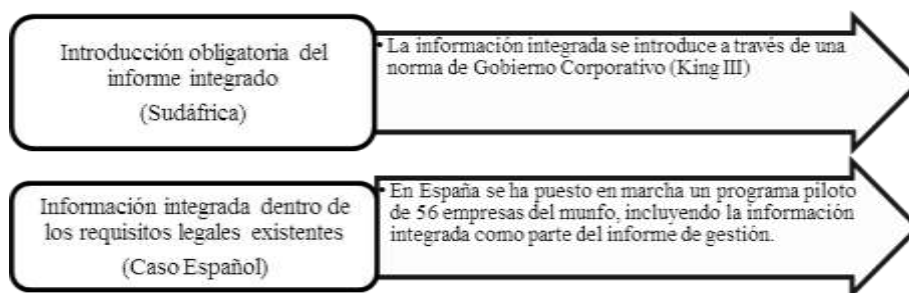 Introducción obligatoria del
informe integrado
(Sudáfrica)
• La información integrada se introduce a través de una
norma de Gobierno Corporativo (King III)
Información integrada dentro de
los requisitos legales existentes
(Caso Español)
• En España se ha puesto en marcha un programa piloto
de 56 empresas del munfo, incluyendo la información
integrada como parte del informe de gestión.